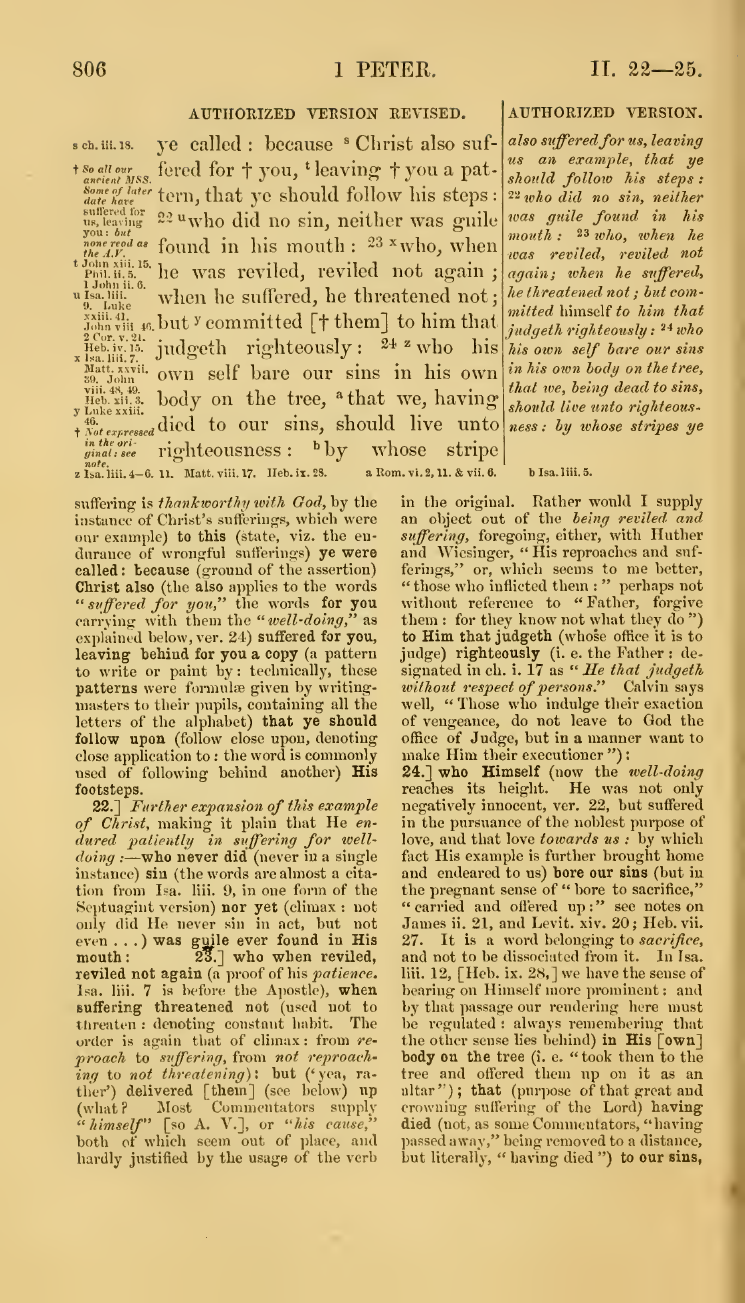 806
1 PETER.
II. 22—25.
AUTHORIZED VERSION REVISED.
s ch. iii. 18.
† So all our
ancient MSS.
Some of later
date have
suffered for
us, leaving
you: but
none read as
the A.V.
t John xiii. 15.
Phil. ii. 5.
1 John ii. 6.
u Isa. liii.
9. Luke
xxiii. 41.
John viii 46.
2 Cor. v. 21.
Heb. iv. 15.
x Isa. liii. 7.
Matt. xxvii.
39. John
viii. 48, 49.
Heb. xii. 3.
y Luke xxiii.
46.
† Not expressed
in the ori-
ginal: see
note.
ye called : because s Christ also suf-
fered for † you, t leaving † you a pat-
tern, that ye should follow his steps :
22 u who did no sin, neither was guile
found in his mouth : 23 x who, when
he was reviled, reviled not again ;
when he suffered, he threatened not ;
but y committed [† them] to him that
judgeth righteously : 24 z who his
own self bare our sins in his own
body on the tree, a that we, having
died to our sins, should live unto
righteousness : b by whose stripe
AUTHORIZED VERSION.
also suffered for us, leaving
us an example, that ye
should follow his steps :
22 who did no sin, neither
was guile found in his
mouth : 23 who, when he
was reviled, reviled not
again; when he suffered,
he threatened not ; but com-
mitted himself to him that
judgeth righteously : 24 who
his own self bare our sins
in his own body on the tree,
that we, being dead to sins,
should live unto righteous-
ness : by whose stripes ye
z Isa. liii. 4—6. 11. Matt. viii. 17. Heb. ix. 28. a Rom. vi. 2, 11. & vii. 6. b Isa. liii. 5.
suffering is thankworthy with God, by the
instance of Christ's sufferings, which were
our example) to this (state, viz. the en-
durance of wrongful sufferings) ye were
called: because (ground of the assertion)
Christ also (the also applies to the words
"suffered for you," the words for you
carrying with them the "well-doing," as
explained below, ver. 24) suffered for you,
leaving behind for you a copy (a pattern
to write or paint by: technically, these
patterns were formulæ given by writing-
masters to their pupils, containing all the
letters of the alphabet) that ye should
follow upon (follow close upon, denoting
close application to : the word is commonly
used of following behind another) His
footsteps.
22.] Further expansion of this example
of Christ, making it plain that He en-
dured patiently in suffering for well-
doing :—who never did (never in a single
instance) sin (the words are almost a cita-
tion from Isa. liii. 9, in one form of the
Septuagint version) nor yet (climax : not
only did He never sin in act, but not
even . . .) was guile ever found in His
mouth : 23.] who when reviled,
reviled not again (a proof of his patience.
Isa. liii. 7 is before the Apostle), when
suffering threatened not (used not to
threaten : denoting constant habit. The
order is again that of climax: from re-
proach to suffering, from not reproach-
ing to not threatening): but ('yea, ra-
ther') delivered [them] (see below) up
(what? Most Commentators supply
"himself" [so A. V.], or "his cause,"
both of which seem out of place, and
hardly justified by the usage of the verb
in the original. Rather would I supply
an object out of the being reviled and
suffering, foregoing, either, with Huther
and Wiesinger, "His reproaches and suf-
ferings," or, which seems to me better,
"those who inflicted them :" perhaps not
without reference to "Father, forgive
them : for they know not what they do")
to Him that judgeth (whose office it is to
judge) righteously (i. e. the Father : de-
signated in ch. i. 17 as "He that judgeth
without respect of persons." Calvin says
well, "Those who indulge their exaction
of vengeance, do not leave to God the
office of Judge, but in a manner want to
make Him their executioner"):
24.] who Himself (now the well-doing
reaches its height. He was not only
negatively innocent, ver. 22, but suffered
in the pursuance of the noblest purpose of
love, and that love towards us : by which
fact His example is further brought home
and endeared to us) bore our sins (but in
the pregnant sense of "bore to sacrifice,"
"carried and offered up:" see notes on
James ii. 21, and Levit. xiv. 20; Heb. vii.
27. It is a word belonging to sacrifice,
and not to be dissociated from it. In Isa.
liii. 12, [Heb. ix. 28,] we have the sense of
bearing on Himself more prominent : and
by that passage our rendering here must
be regulated : always remembering that
the other sense lies behind) in His [own]
body on the tree (i. e. "took them to the
tree and offered them up on it as an
altar") ; that (purpose of that great and
crowning suffering of the Lord) having
died (not, as some Commentators, "having
passed away," being removed to a distance,
but literally, "having died") to our sins,